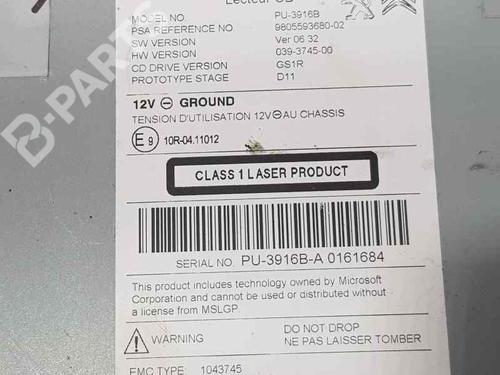 Lecteur CD
MODEL NO. PU-3916B
PSA REFERENCE NO. 9805593680-02
SW VERSION Ver 06.32
HW VERSION 039-3745-00
CD DRIVE VERSION GS1R
PROTOTYPE STAGE D11
12V ⊖ GROUND
TENSION D'UTILISATION 12V⊖AU CHASSIS
E9 10R-04.11012
CLASS 1 LASER PRODUCT
SERIAL NO. PU-3916B-A 0161684
This product includes technology owned by Microsoft
Corporation and cannot be used or distributed without
a license from MSLGP.
WARNING
DO NOT DROP
NE PAS LAISSER TOMBER
EMC TYPE 1043745
B-PARTS